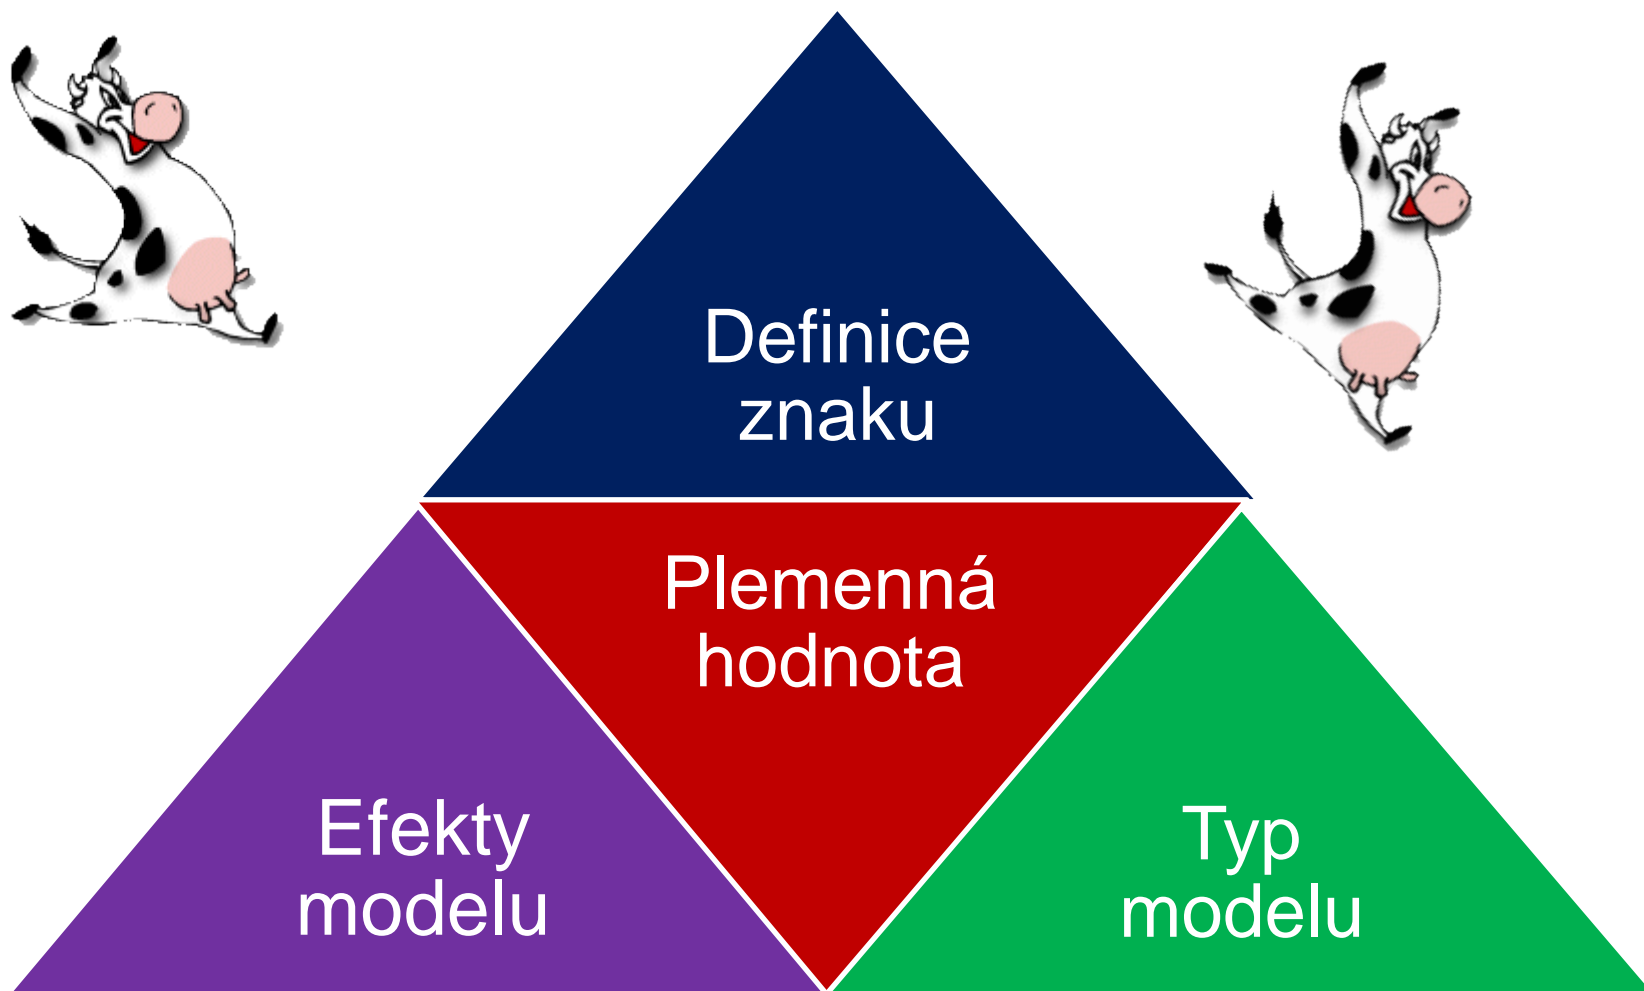 Definice
znaku
Plemenná
hodnota
Efekty
modelu
Typ
modelu